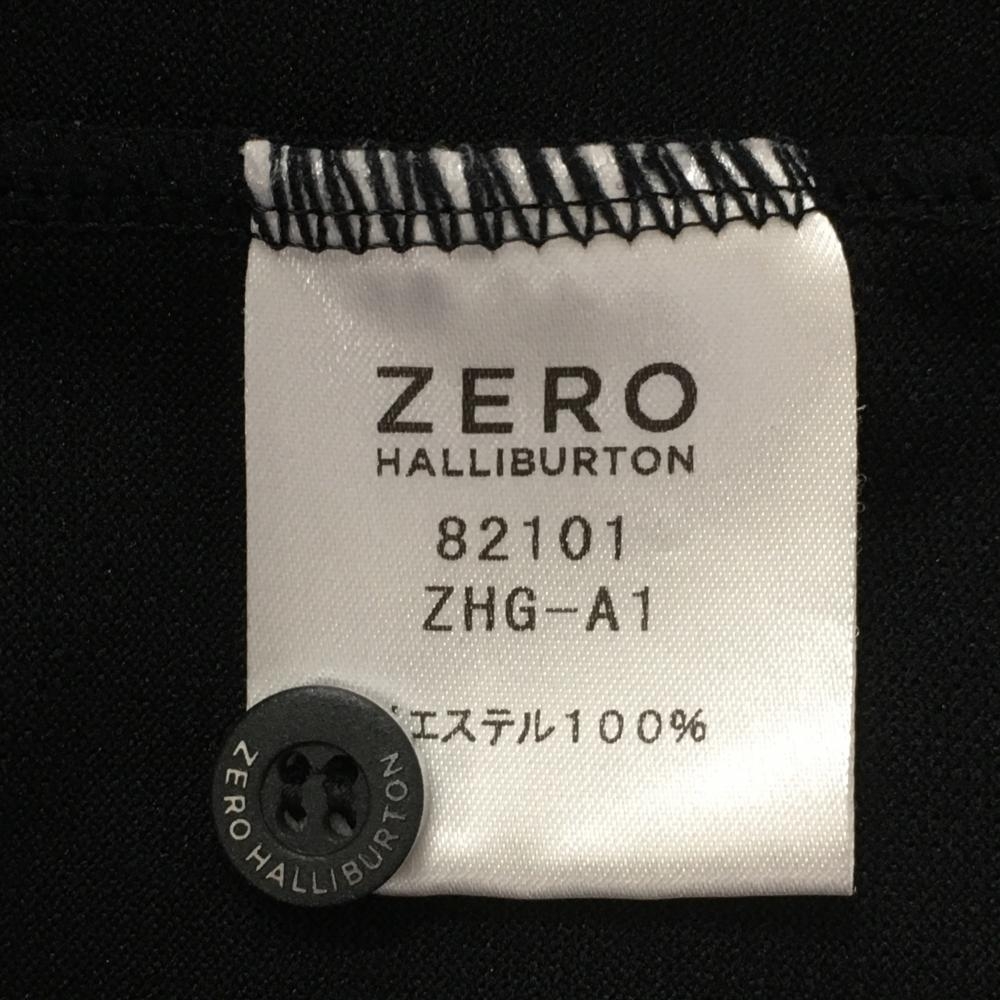 ZERO
HALLIBURTON
82101
ZHG-A1
エステル100%
ZERO HALLIBURTON